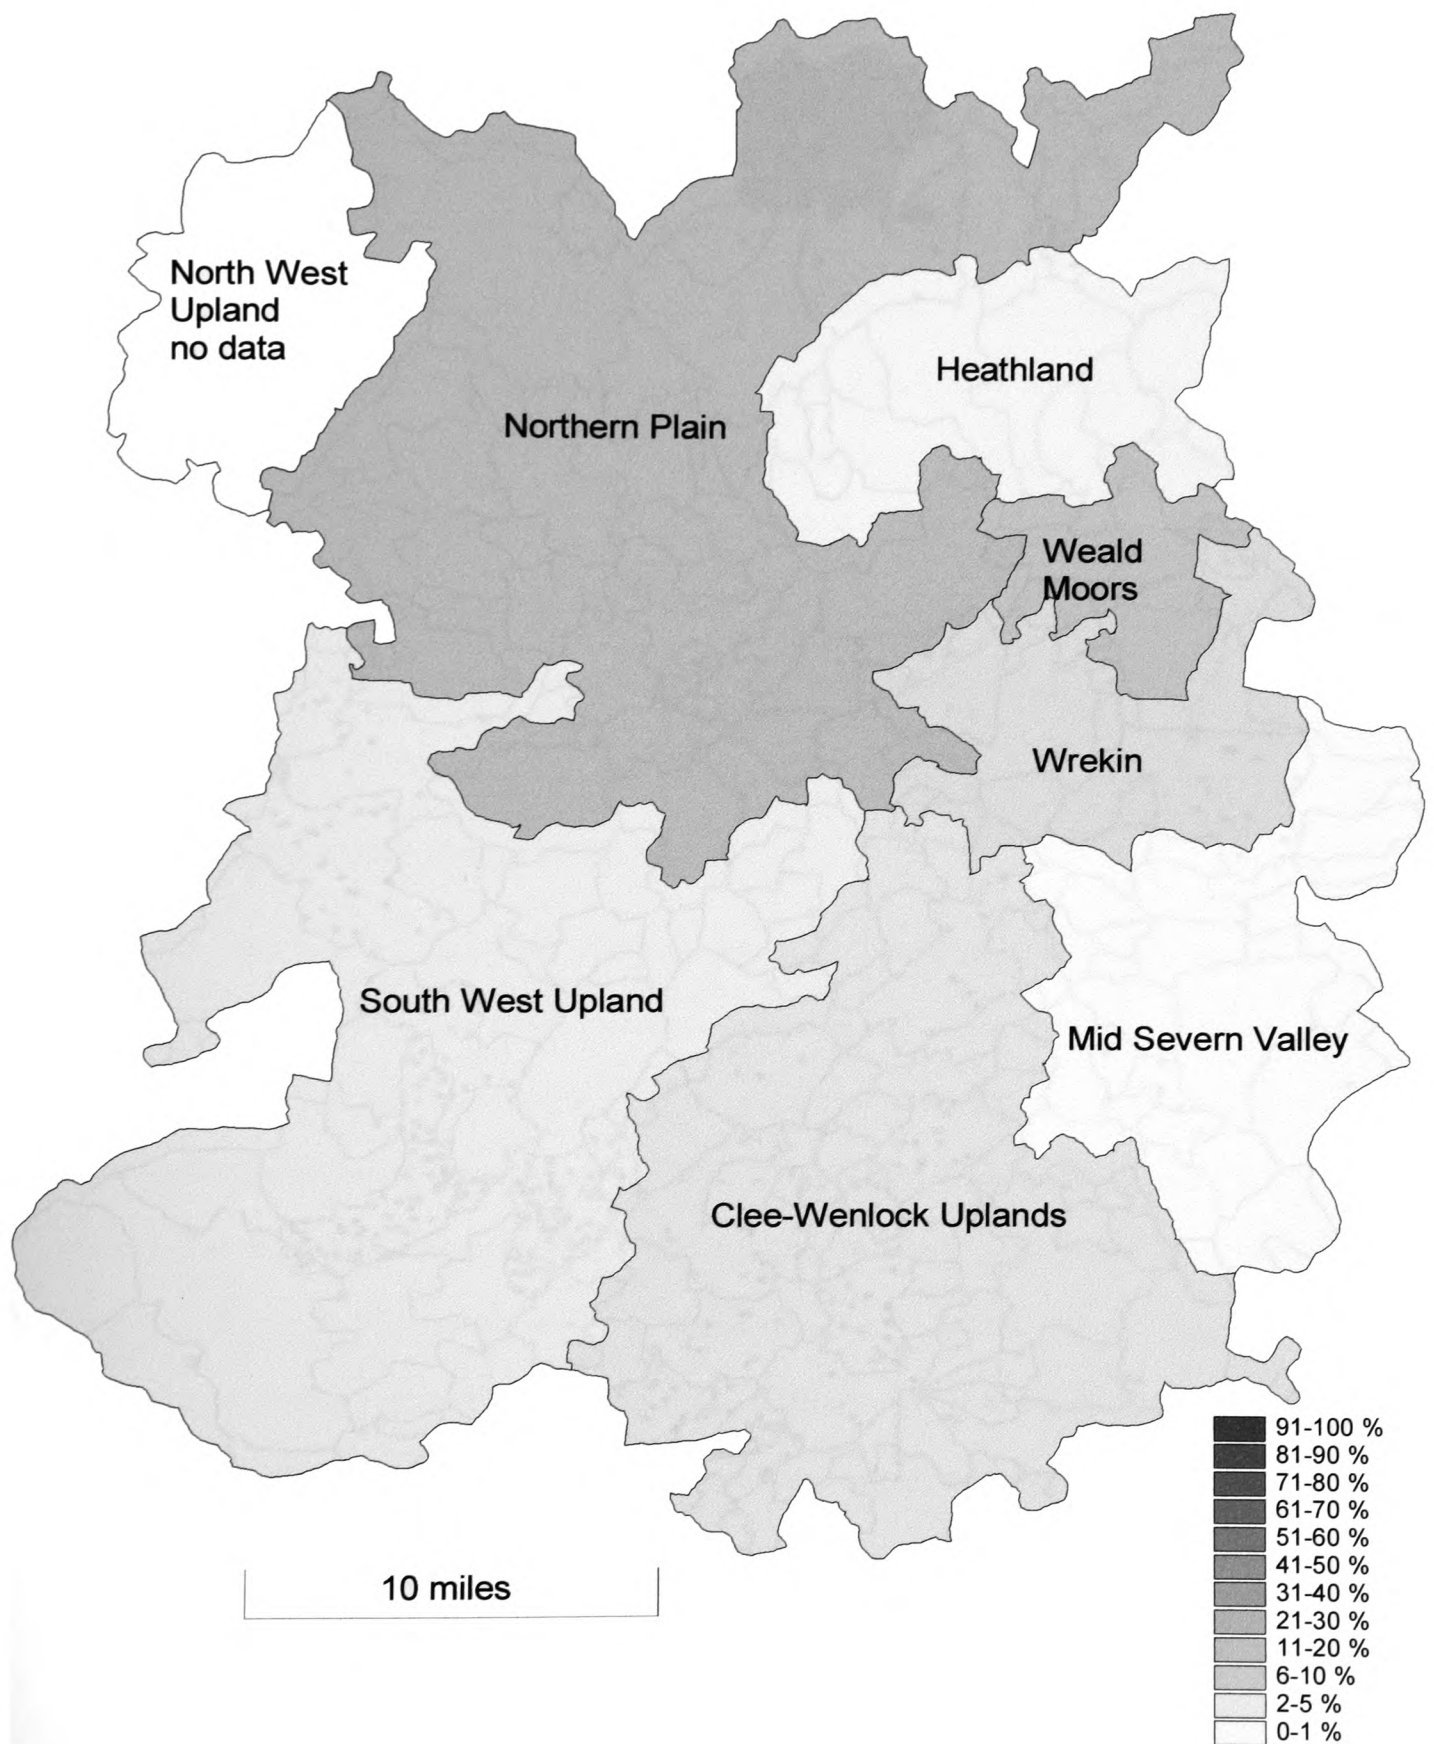 North West
Upland
no data
Heathland
Northern Plain
Weald
Moors
Wrekin
South West Upland
Mid Severn Valley
Clee-Wenlock Uplands
10 miles
91-100 %
81-90 %
71-80 %
61-70 %
51-60 %
41-50 %
31-40 %
21-30 %
11-20 %
6-10 %
2-5 %
0-1 %